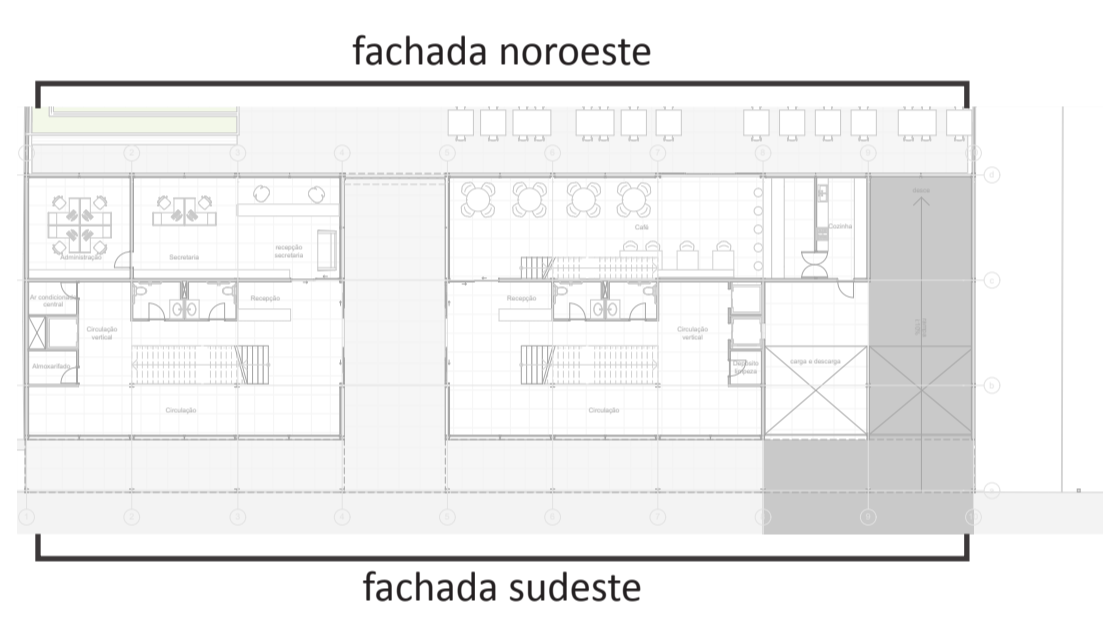 fachada noroeste
Administração
Secretaria
recepção
secretaria
Café
Cozinha
Ar condicionado
central
Circulação
vertical
Recepção
Almoxarifado
Circulação
Recepção
Circulação
vertical
Depósito
limpeza
carga e descarga
Circulação
fachada sudeste